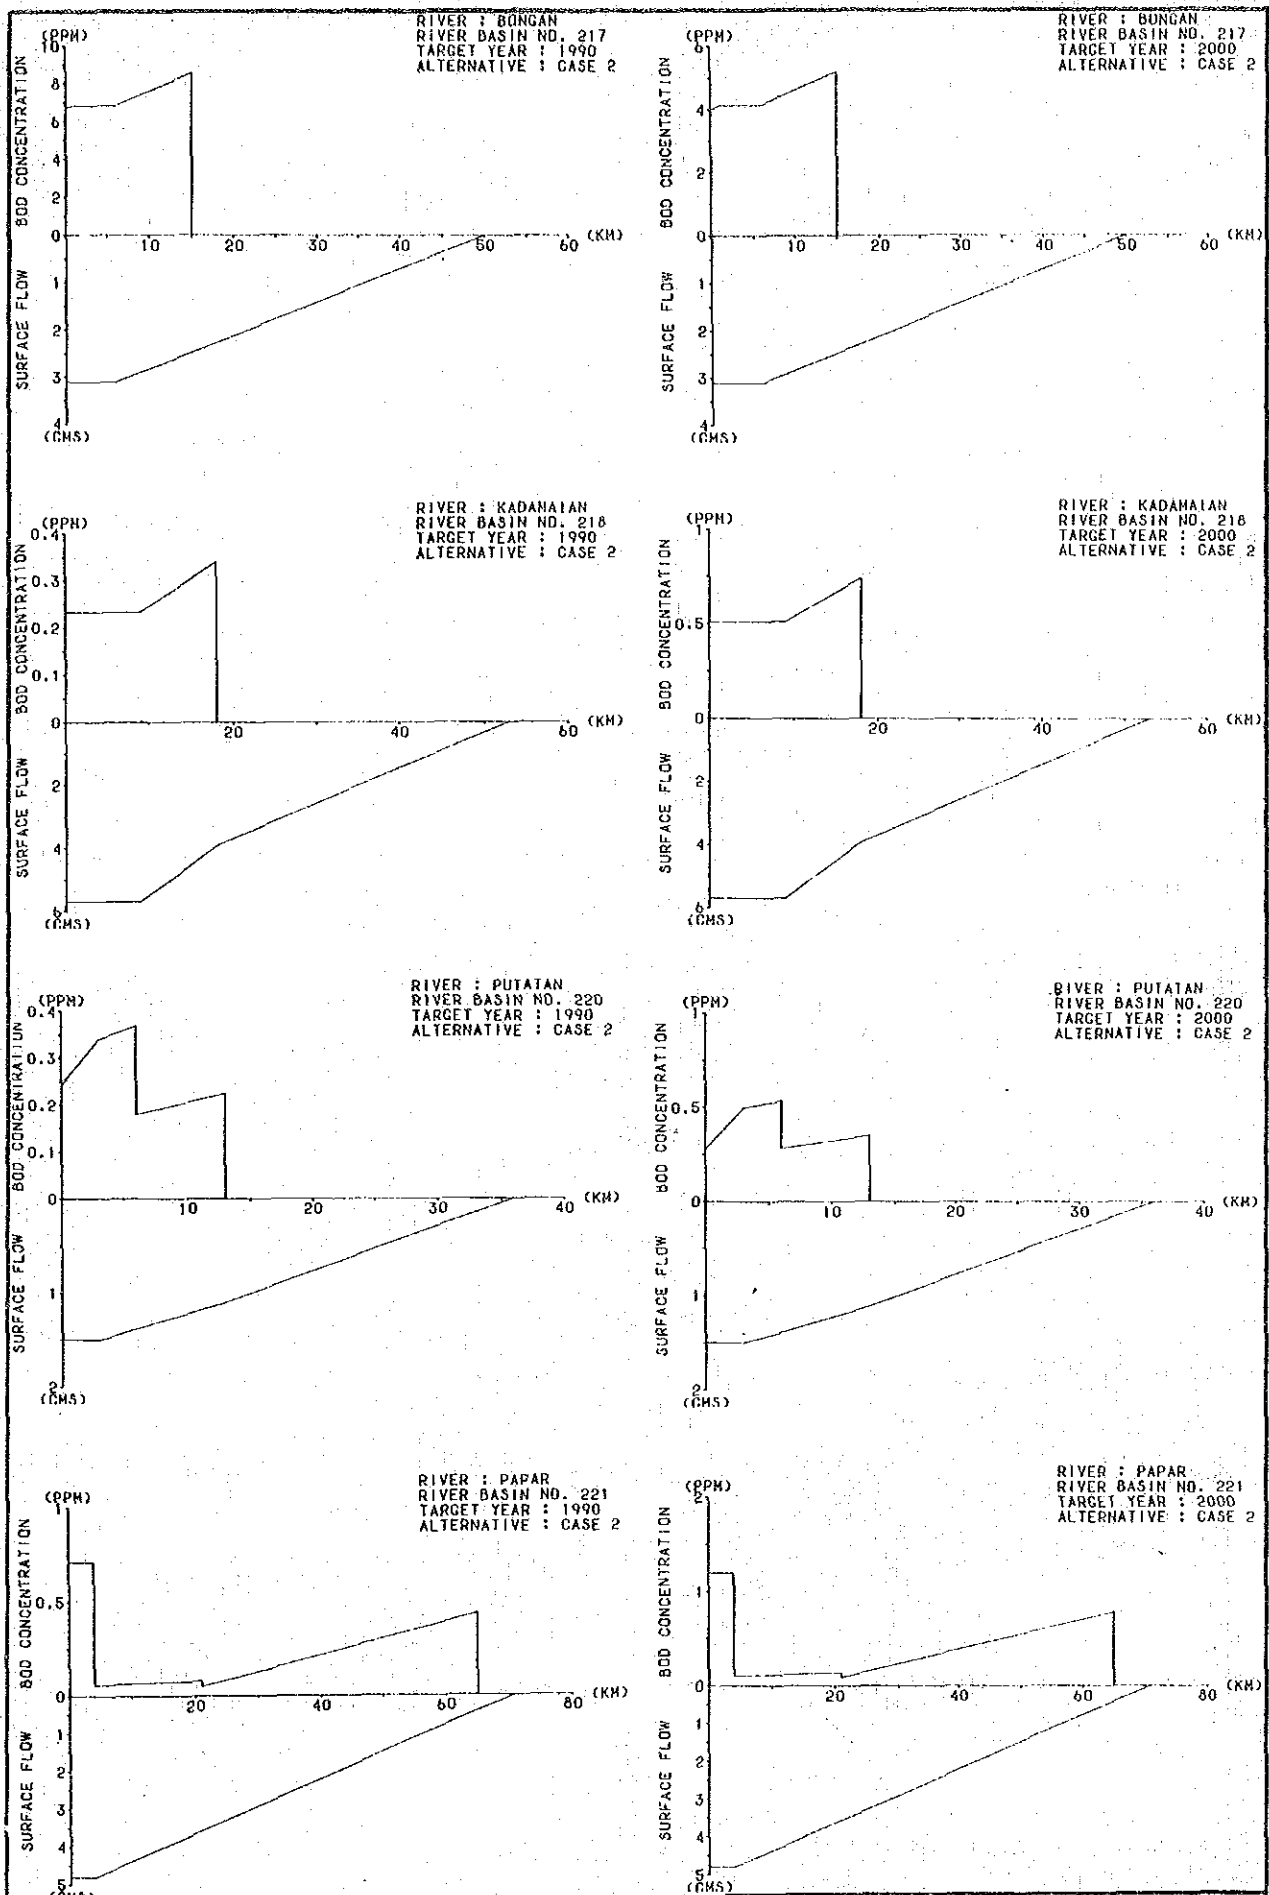 RIVER : BONGAN
RIVER BASIN NO. 217
TARGET YEAR : 1990
ALTERNATIVE : CASE 2
(PPM)
10
8
6
4
2
0
10 20 30 40 50 60 (KM)
1
2
3
4
(CMS)
BOD CONCENTRATION
SURFACE FLOW
RIVER : BONGAN
RIVER BASIN NO. 217
TARGET YEAR : 2000
ALTERNATIVE : CASE 2
(PPM)
6
4
2
0
10 20 30 40 50 60 (KM)
1
2
3
4
(CMS)
BOD CONCENTRATION
SURFACE FLOW
RIVER : KADAMAIAN
RIVER BASIN NO. 218
TARGET YEAR : 1990
ALTERNATIVE : CASE 2
(PPM)
0.4
0.3
0.2
0.1
0
20 40 60 (KM)
2
4
6
(CMS)
BOD CONCENTRATION
SURFACE FLOW
RIVER : KADAMAIAN
RIVER BASIN NO. 218
TARGET YEAR : 2000
ALTERNATIVE : CASE 2
(PPM)
1
0.5
0
20 40 60 (KM)
2
4
6
(CMS)
BOD CONCENTRATION
SURFACE FLOW
RIVER : PUTATAN
RIVER BASIN NO. 220
TARGET YEAR : 1990
ALTERNATIVE : CASE 2
(PPM)
0.4
0.3
0.2
0.1
0
10 20 30 40 (KM)
1
2
(CMS)
BOD CONCENTRATION
SURFACE FLOW
RIVER : PUTATAN
RIVER BASIN NO. 220
TARGET YEAR : 2000
ALTERNATIVE : CASE 2
(PPM)
1
0.5
0
10 20 30 40 (KM)
1
2
(CMS)
BOD CONCENTRATION
SURFACE FLOW
RIVER : PAPAR
RIVER BASIN NO. 221
TARGET YEAR : 1990
ALTERNATIVE : CASE 2
(PPM)
1
0.5
0
20 40 60 80 (KM)
1
2
3
4
5
(CMS)
BOD CONCENTRATION
SURFACE FLOW
RIVER : PAPAR
RIVER BASIN NO. 221
TARGET YEAR : 2000
ALTERNATIVE : CASE 2
(PPM)
2
1
0
20 40 60 80 (KM)
1
2
3
4
5
(CMS)
BOD CONCENTRATION
SURFACE FLOW